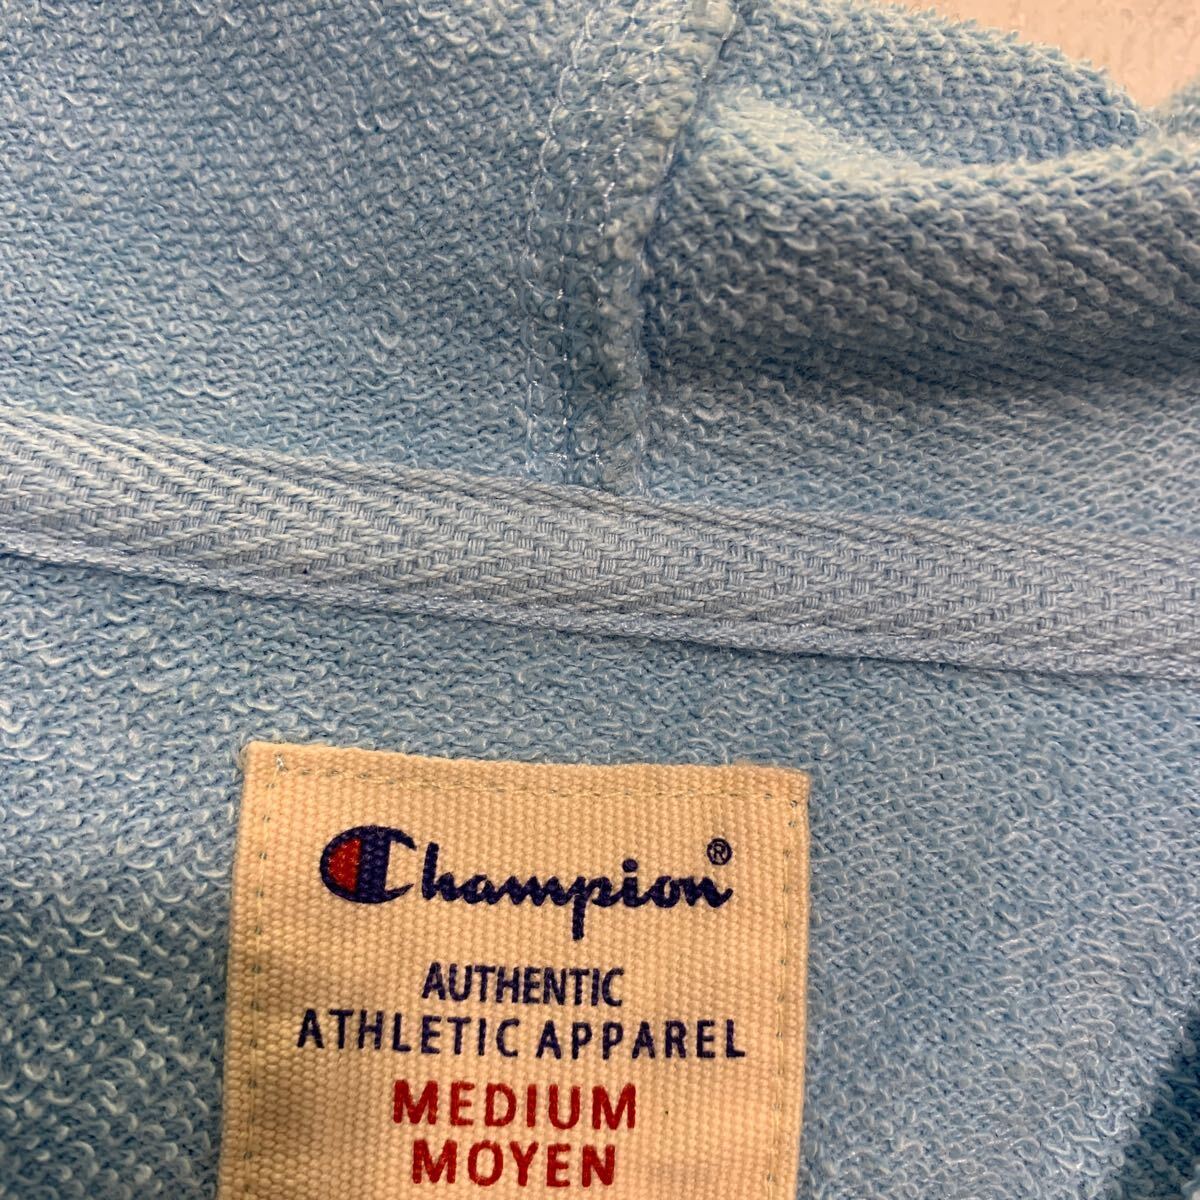 Champion®
AUTHENTIC
ATHLETIC APPAREL
MEDIUM
MOYEN